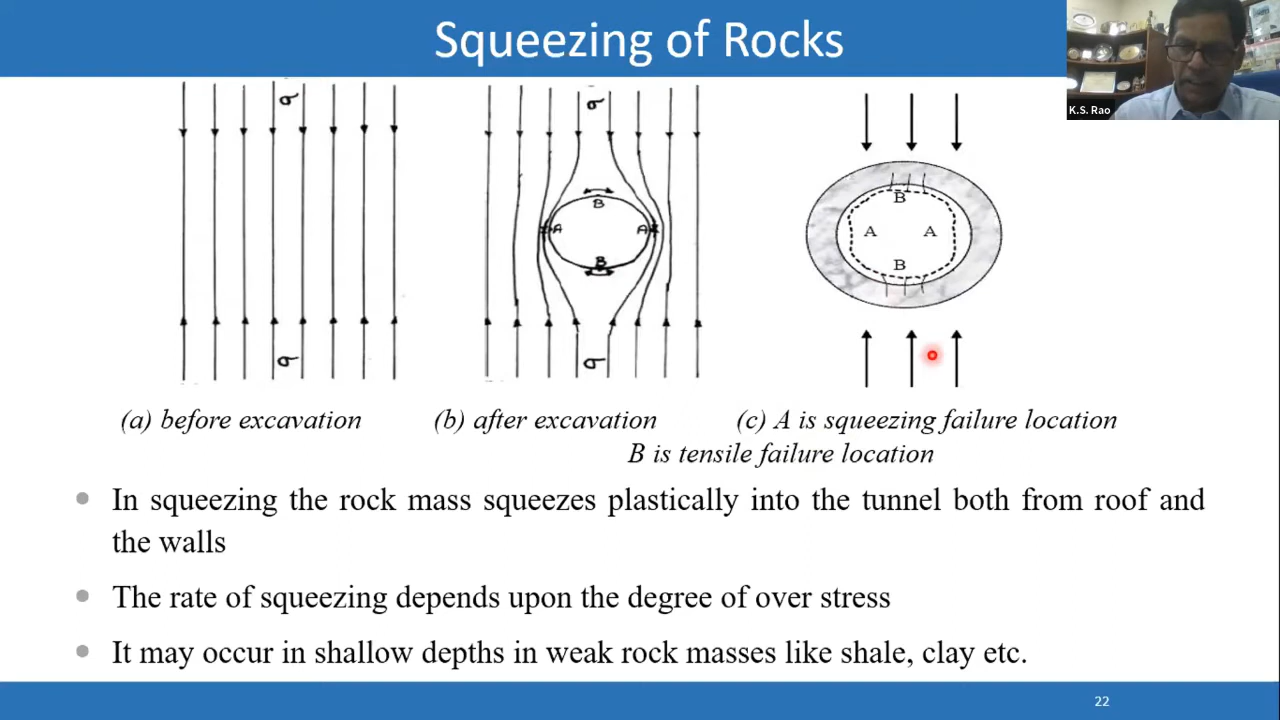 Squeezing of Rocks
K.S. Rao
σ
σ
B
A
A
B
σ
σ
B
A
A
B
(a) before excavation
(b) after excavation
(c) A is squeezing failure location
B is tensile failure location
In squeezing the rock mass squeezes plastically into the tunnel both from roof and
the walls
The rate of squeezing depends upon the degree of over stress
It may occur in shallow depths in weak rock masses like shale, clay etc.
22